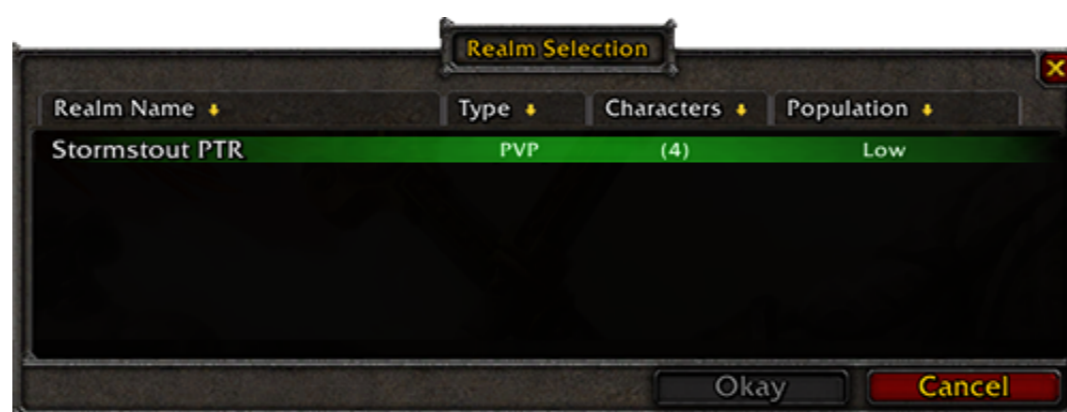 Realm Selection
Realm Name Type Characters Population
Stormstout PTR PVP (4) Low
Okay Cancel